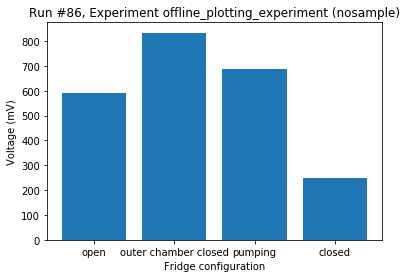 Run #86, Experiment offline_plotting_experiment (nosample)
Voltage (mV)
800
700
600
500
400
300
200
100
0
open outer chamber closed pumping closed
Fridge configuration